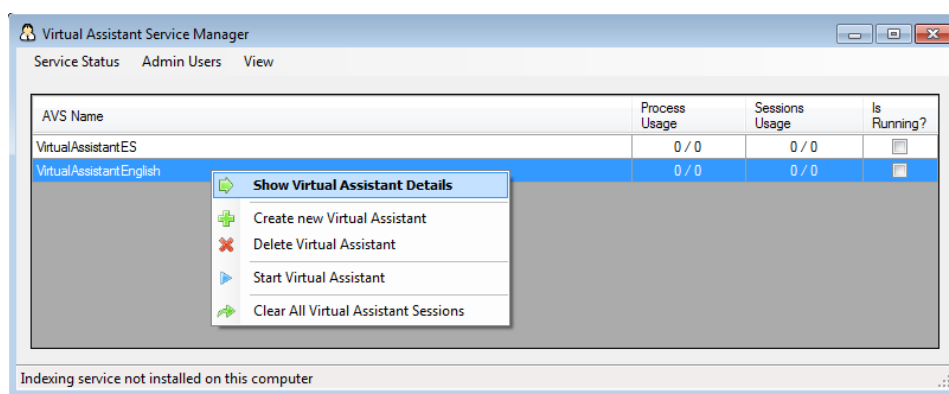 Virtual Assistant Service Manager
Service Status Admin Users View
AVS Name Process Usage Sessions Usage Is Running?
VirtualAssistantES 0 / 0 0 / 0
VirtualAssistantEnglish 0 / 0 0 / 0
Show Virtual Assistant Details
Create new Virtual Assistant
Delete Virtual Assistant
Start Virtual Assistant
Clear All Virtual Assistant Sessions
Indexing service not installed on this computer